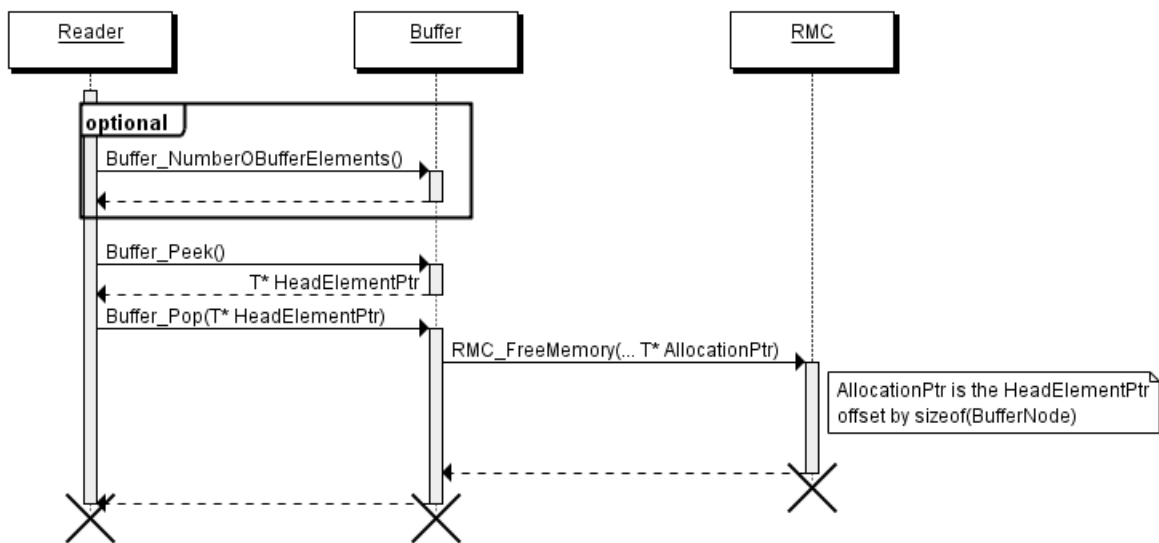 Reader
Buffer
RMC
optional
Buffer_NumberOBufferElements()
Buffer_Peek()
T* HeadElementPtr
Buffer_Pop(T* HeadElementPtr)
RMC_FreeMemory(... T* AllocationPtr)
AllocationPtr is the HeadElementPtr
offset by sizeof(BufferNode)